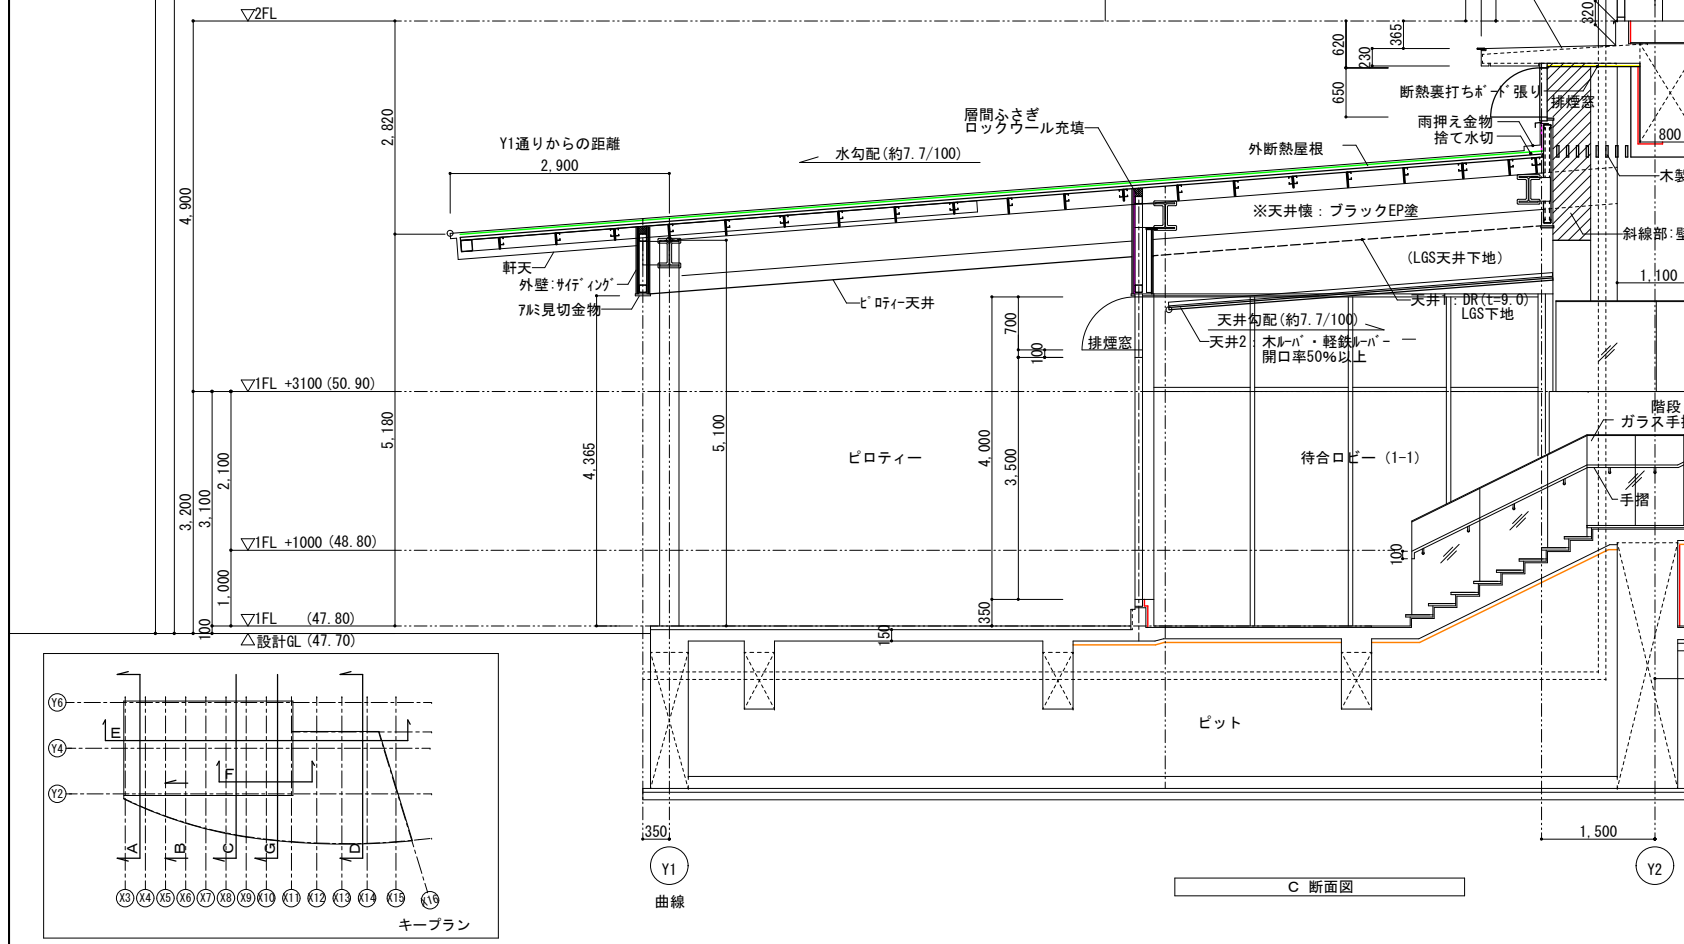 ▽2FL
2,820
4,900
Y1通りからの距離
2,900
水勾配(約7.7/100)
層間ふさぎ
ロックウール充填
620
230
365
650
320
断熱裏打ちボード張り
排煙窓
雨押え金物
捨て水切
外断熱屋根
800
木製
※天井懐：ブラックEP塗
斜線部:壁
(LGS天井下地)
1,100
軒天
外壁:サイディング
アルミ見切金物
ピロティー天井
天井1：DR(t=9.0)
LGS下地
天井勾配(約7.7/100)
天井2：木ルーバー・軽鉄ルーバー
開口率50%以上
排煙窓
700
100
▽1FL +3100 (50.90)
5,180
4,365
5,100
4,000
3,500
350
ピロティー
待合ロビー (1-1)
階段
ガラス手摺
手摺
100
3,200
3,100
2,100
▽1FL +1000 (48.80)
1,000
▽1FL (47.80)
100
△設計GL (47.70)
150
ピット
Y6
Y4
Y2
E
F
A
B
C
G
D
X3 X4 X5 X6 X7 X8 X9 X10 X11 X12 X13 X14 X15 X16
キープラン
350
Y1
曲線
1,500
Y2
C 断面図